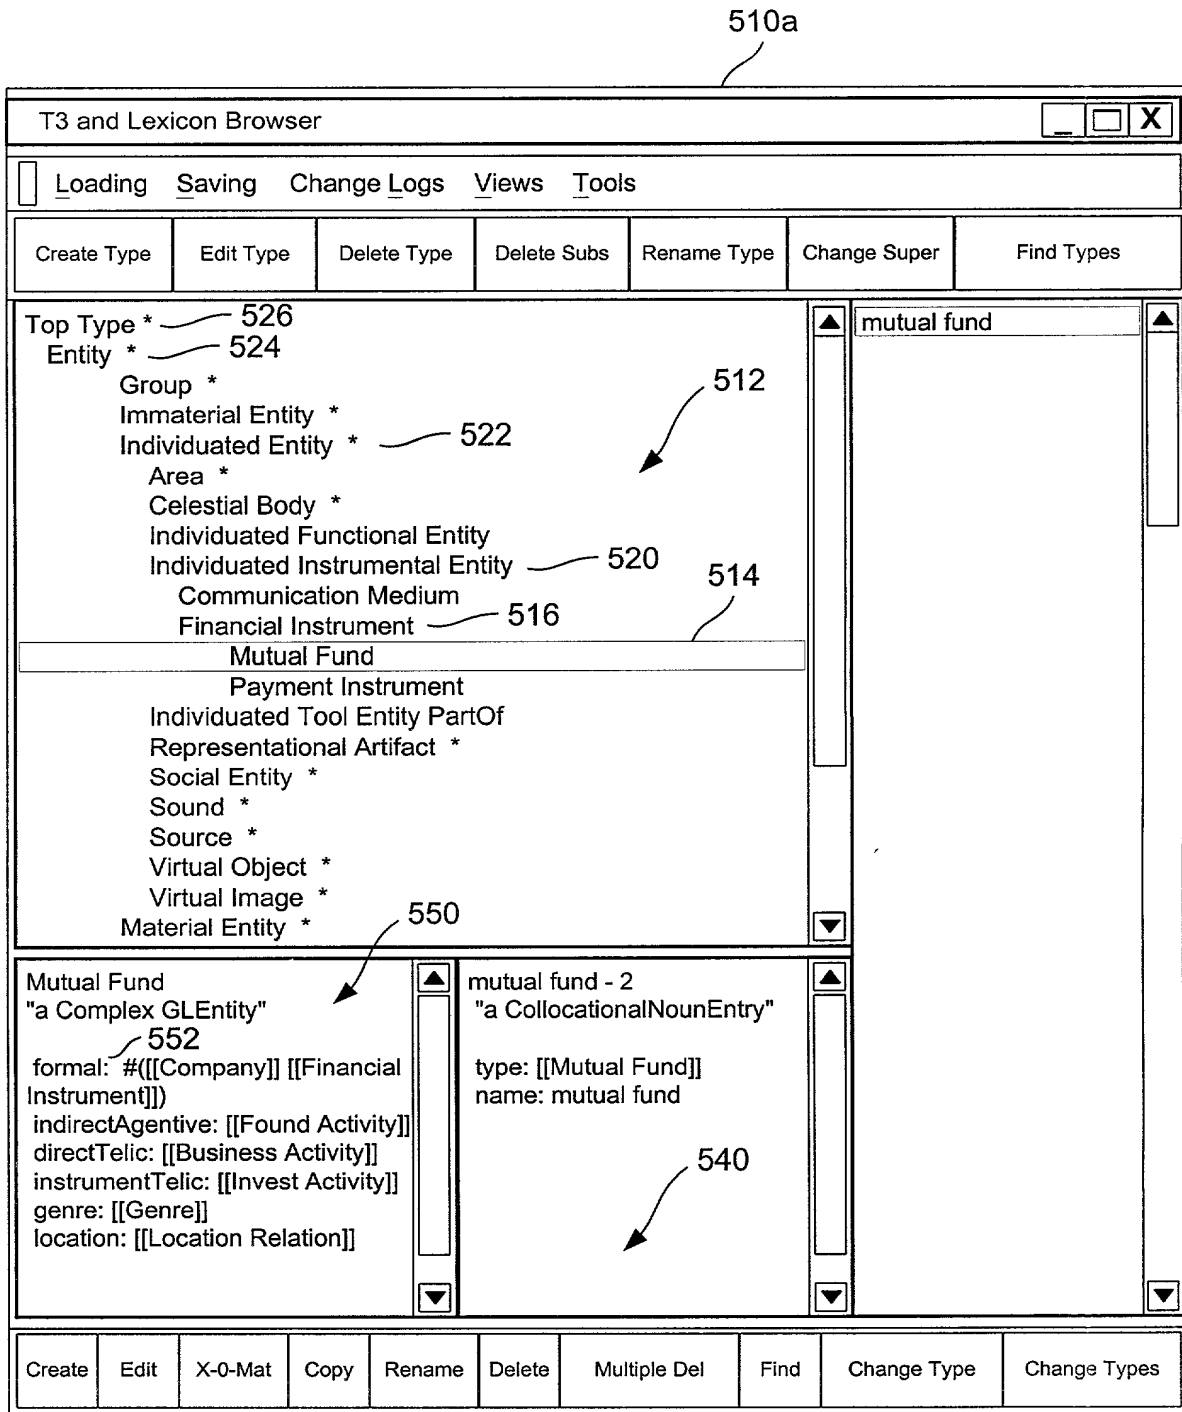 510a
T3 and Lexicon Browser
_ X
Loading Saving Change Logs Views Tools
Create Type Edit Type Delete Type Delete Subs Rename Type Change Super Find Types
Top Type * 526
Entity * 524
Group *
Immaterial Entity *
Individuated Entity * 522
Area *
Celestial Body *
Individuated Functional Entity
Individuated Instrumental Entity 520
Communication Medium
Financial Instrument 516
Mutual Fund
Payment Instrument
Individuated Tool Entity PartOf
Representational Artifact *
Social Entity *
Sound *
Source *
Virtual Object *
Virtual Image *
Material Entity *
512
514
mutual fund
550
Mutual Fund
"a Complex GLEntity"
552
formal: #([[Company]] [[Financial
Instrument]])
indirectAgentive: [[Found Activity]]
directTelic: [[Business Activity]]
instrumentTelic: [[Invest Activity]]
genre: [[Genre]]
location: [[Location Relation]]
mutual fund - 2
"a CollocationalNounEntry"
type: [[Mutual Fund]]
name: mutual fund
540
Create Edit X-0-Mat Copy Rename Delete Multiple Del Find Change Type Change Types